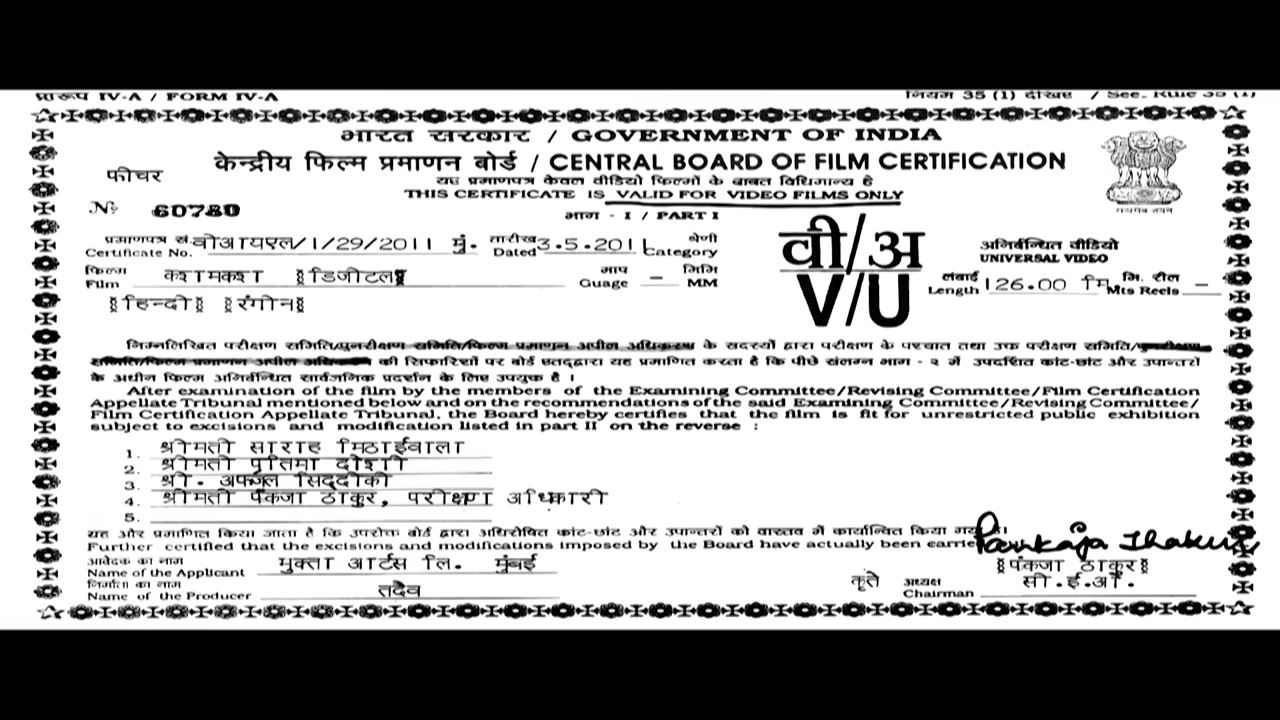 प्रारूप IV-A / FORM IV-A
नियम 35 (1) देखिए / See. Rule 35 (1)
भारत सरकार / GOVERNMENT OF INDIA
फीचर
केन्द्रीय फिल्म प्रमाणन बोर्ड / CENTRAL BOARD OF FILM CERTIFICATION
यह प्रमाणपत्र केवल वीडियो फिल्मों के बाबत विधिमान्य है
THIS CERTIFICATE IS VALID FOR VIDEO FILMS ONLY
Nº 60780
भाग - I / PART I
प्रमाणपत्र सं. वीआयएल/1/29/2011 मुं. तारीख 3.5.2011 श्रेणी
Certificate No. Dated Category
वी/अ
V/U
अनिर्बन्धित वीडियो
UNIVERSAL VIDEO
फिल्म कशमकश (डिजीटल) माप — मिमि
Film Guage MM
लंबाई 126.00 मि. मि. रील —
Length Mts Reels
(हिन्दी) (रंगीन)
निम्नलिखित परीक्षण समिति/पुनरीक्षण समिति/फिल्म प्रमाणन अपील अधिकरण के सदस्यों द्वारा परीक्षण के पश्चात तथा उक्त परीक्षण समिति/पुनरीक्षण
समिति/फिल्म प्रमाणन अपील अधिकरण की सिफारिसों पर बोर्ड एतद्द्वारा यह प्रमाणित करता है कि पीछे संलग्न भाग - २ में उपदर्शित कांट-छांट और उपान्तरों
के अधीन फिल्म अनिर्बन्धित सार्वजनिक प्रदर्शन के लिए उपयुक्त है ।
After examination of the film by the members of the Examining Committee/Revising Committee/Film Certification
Appellate Tribunal mentioned below and on the recommendations of the said Examining Committee/Revising Committee/
Film Certification Appellate Tribunal, the Board hereby certifies that the film is fit for unrestricted public exhibition
subject to excisions and modification listed in part II on the reverse :
1. श्रीमती साराह मिठाईवाला
2. श्रीमती प्रतिमा दोशी
3. श्री. अफजल सिद्दीकी
4. श्रीमती पंकजा ठाकुर, परीक्षण अधिकारी
5.
यह और प्रमाणित किया जाता है कि उपरोक्त बोर्ड द्वारा अधिरोपित कांट-छांट और उपान्तरों को वास्तव में कार्यान्वित किया गया है।
Further certified that the excisions and modifications imposed by the Board have actually been carried
Pankaja Thakur
आवेदक का नाम मुक्ता आर्टस लि. मुंबई
Name of the Applicant
(पंकजा ठाकुर)
निर्माता का नाम तदैव
Name of the Producer
कृते अध्यक्ष सी.ई.ओ.
Chairman